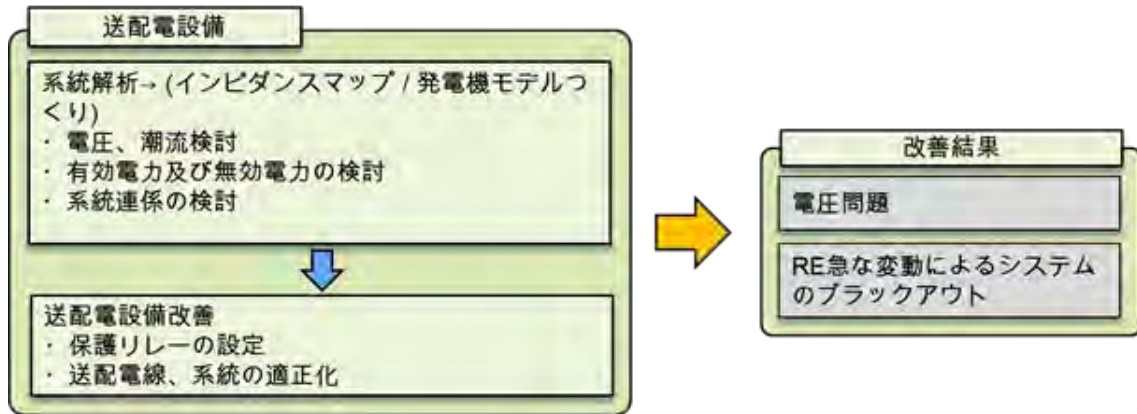 送配電設備
系統解析→ (インピダンスマップ / 発電機モデルつ
くり)
・ 電圧、潮流検討
・ 有効電力及び無効電力の検討
・ 系統連係の検討
送配電設備改善
・ 保護リレーの設定
・ 送配電線、系統の適正化
改善結果
電圧問題
RE急な変動によるシステム
のブラックアウト